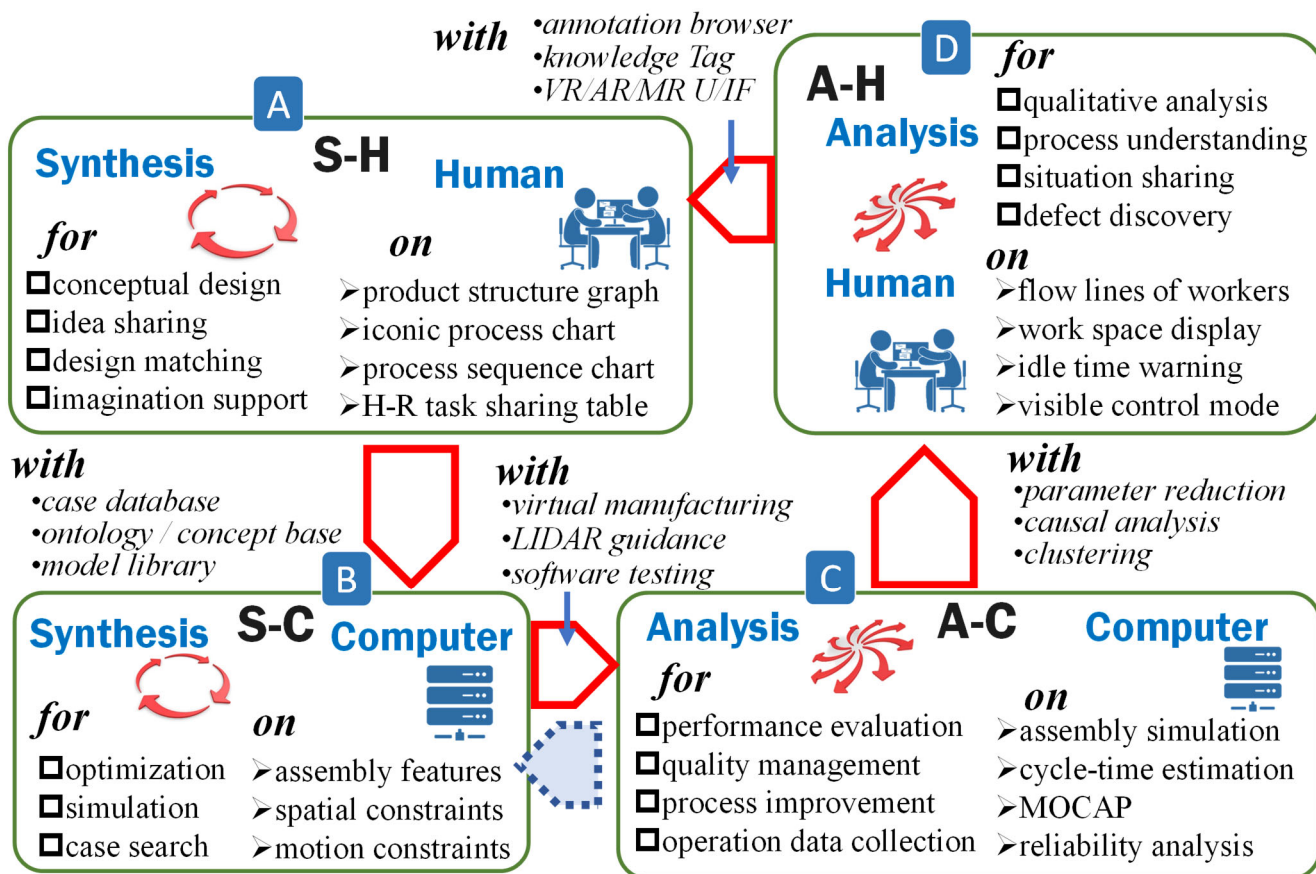 with
•annotation browser
•knowledge Tag
•VR/AR/MR U/IF
A
S-H
Synthesis
Human
for
conceptual design
idea sharing
design matching
imagination support
on
➢product structure graph
➢iconic process chart
➢process sequence chart
➢H-R task sharing table
D
A-H
Analysis
Human
for
qualitative analysis
process understanding
situation sharing
defect discovery
on
➢flow lines of workers
➢work space display
➢idle time warning
➢visible control mode
with
•case database
•ontology / concept base
•model library
with
•virtual manufacturing
•LIDAR guidance
•software testing
with
•parameter reduction
•causal analysis
•clustering
B
S-C
Synthesis
Computer
for
optimization
simulation
case search
on
➢assembly features
➢spatial constraints
➢motion constraints
C
Analysis
A-C
Computer
for
performance evaluation
quality management
process improvement
operation data collection
on
➢assembly simulation
➢cycle-time estimation
➢MOCAP
➢reliability analysis